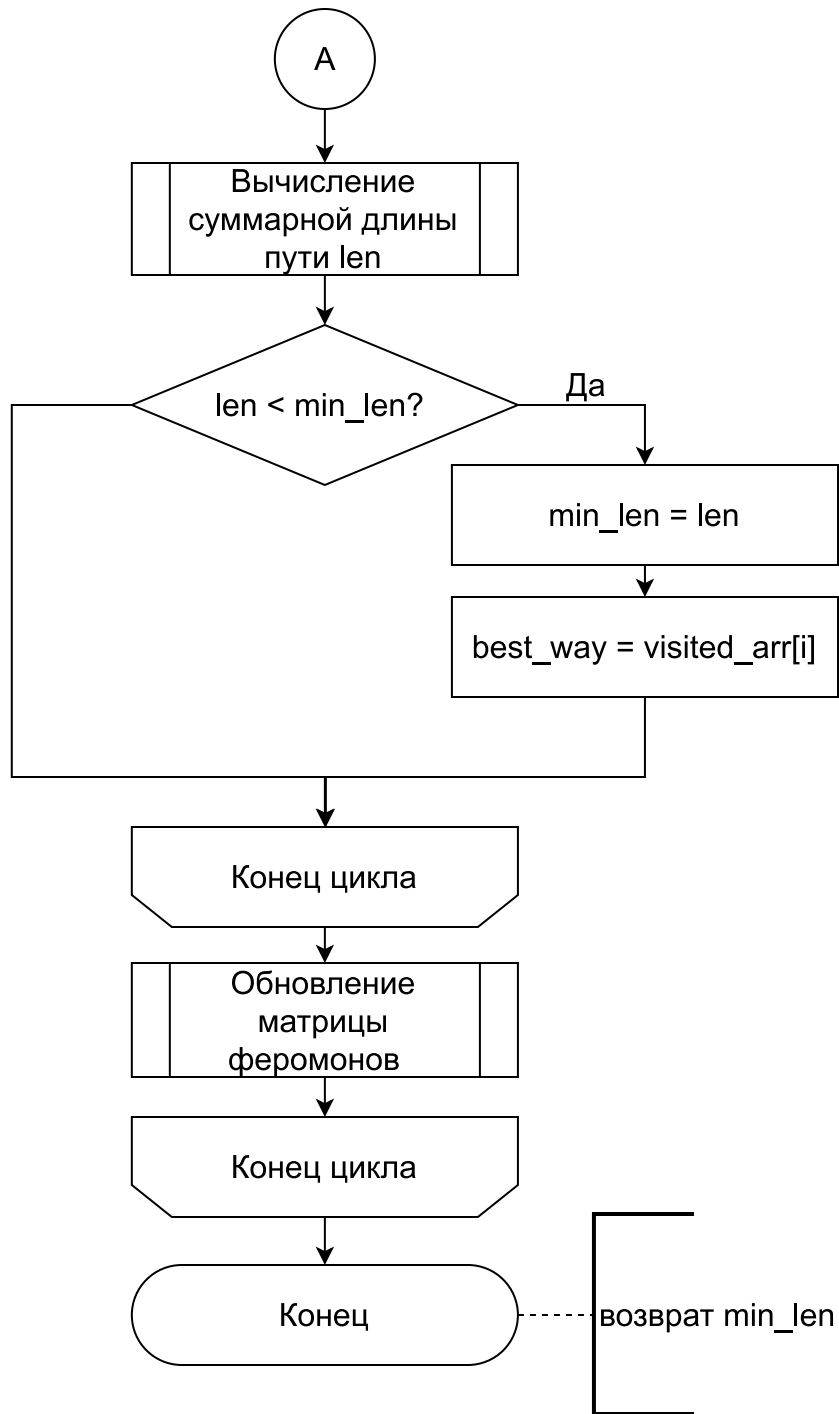 A
Вычисление
суммарной длины
пути len
len < min_len?
Да
min_len = len
best_way = visited_arr[i]
Конец цикла
Обновление
матрицы
феромонов
Конец цикла
Конец
возврат min_len